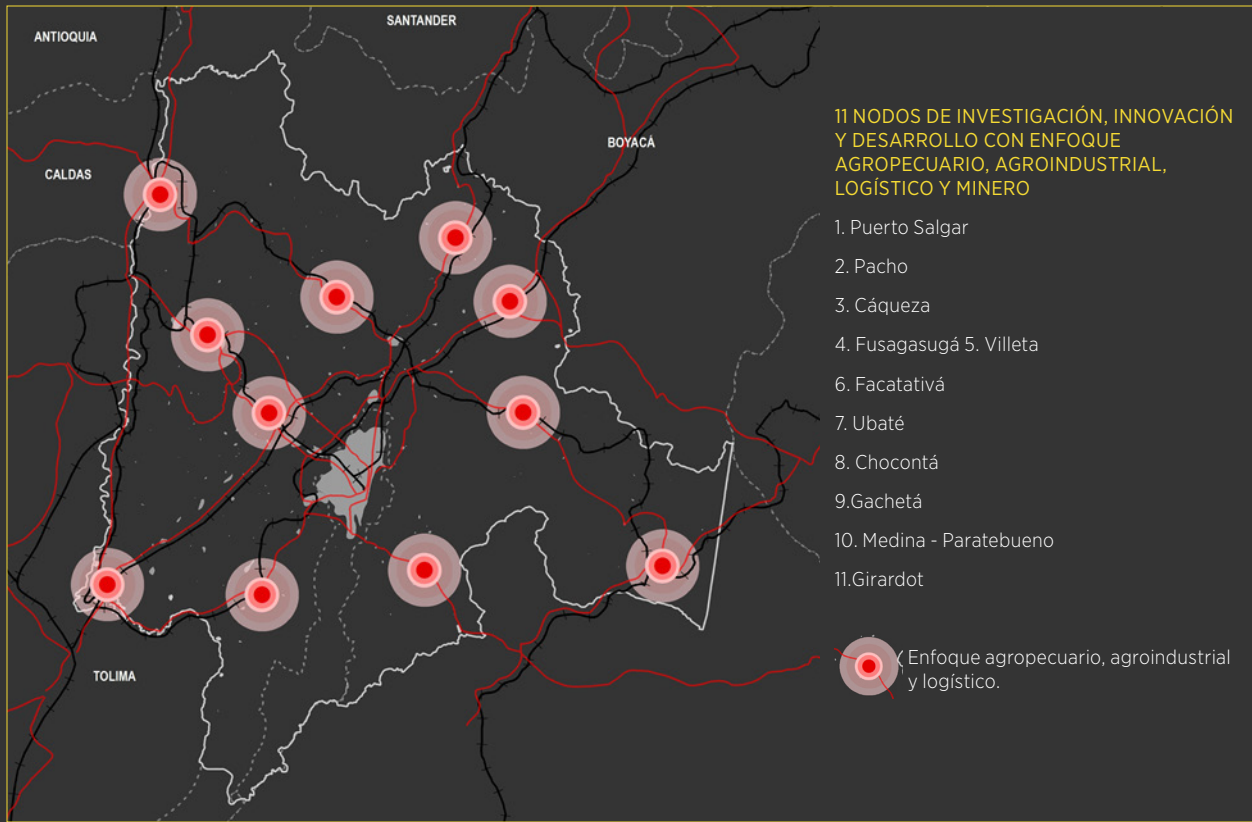 SANTANDER
ANTIOQUIA
BOYACÁ
CALDAS
TOLIMA
11 NODOS DE INVESTIGACIÓN, INNOVACIÓN
Y DESARROLLO CON ENFOQUE
AGROPECUARIO, AGROINDUSTRIAL,
LOGÍSTICO Y MINERO
1. Puerto Salgar
2. Pacho
3. Cáqueza
4. Fusagasugá 5. Villeta
6. Facatativá
7. Ubaté
8. Chocontá
9.Gachetá
10. Medina - Paratebueno
11.Girardot
Enfoque agropecuario, agroindustrial
y logístico.